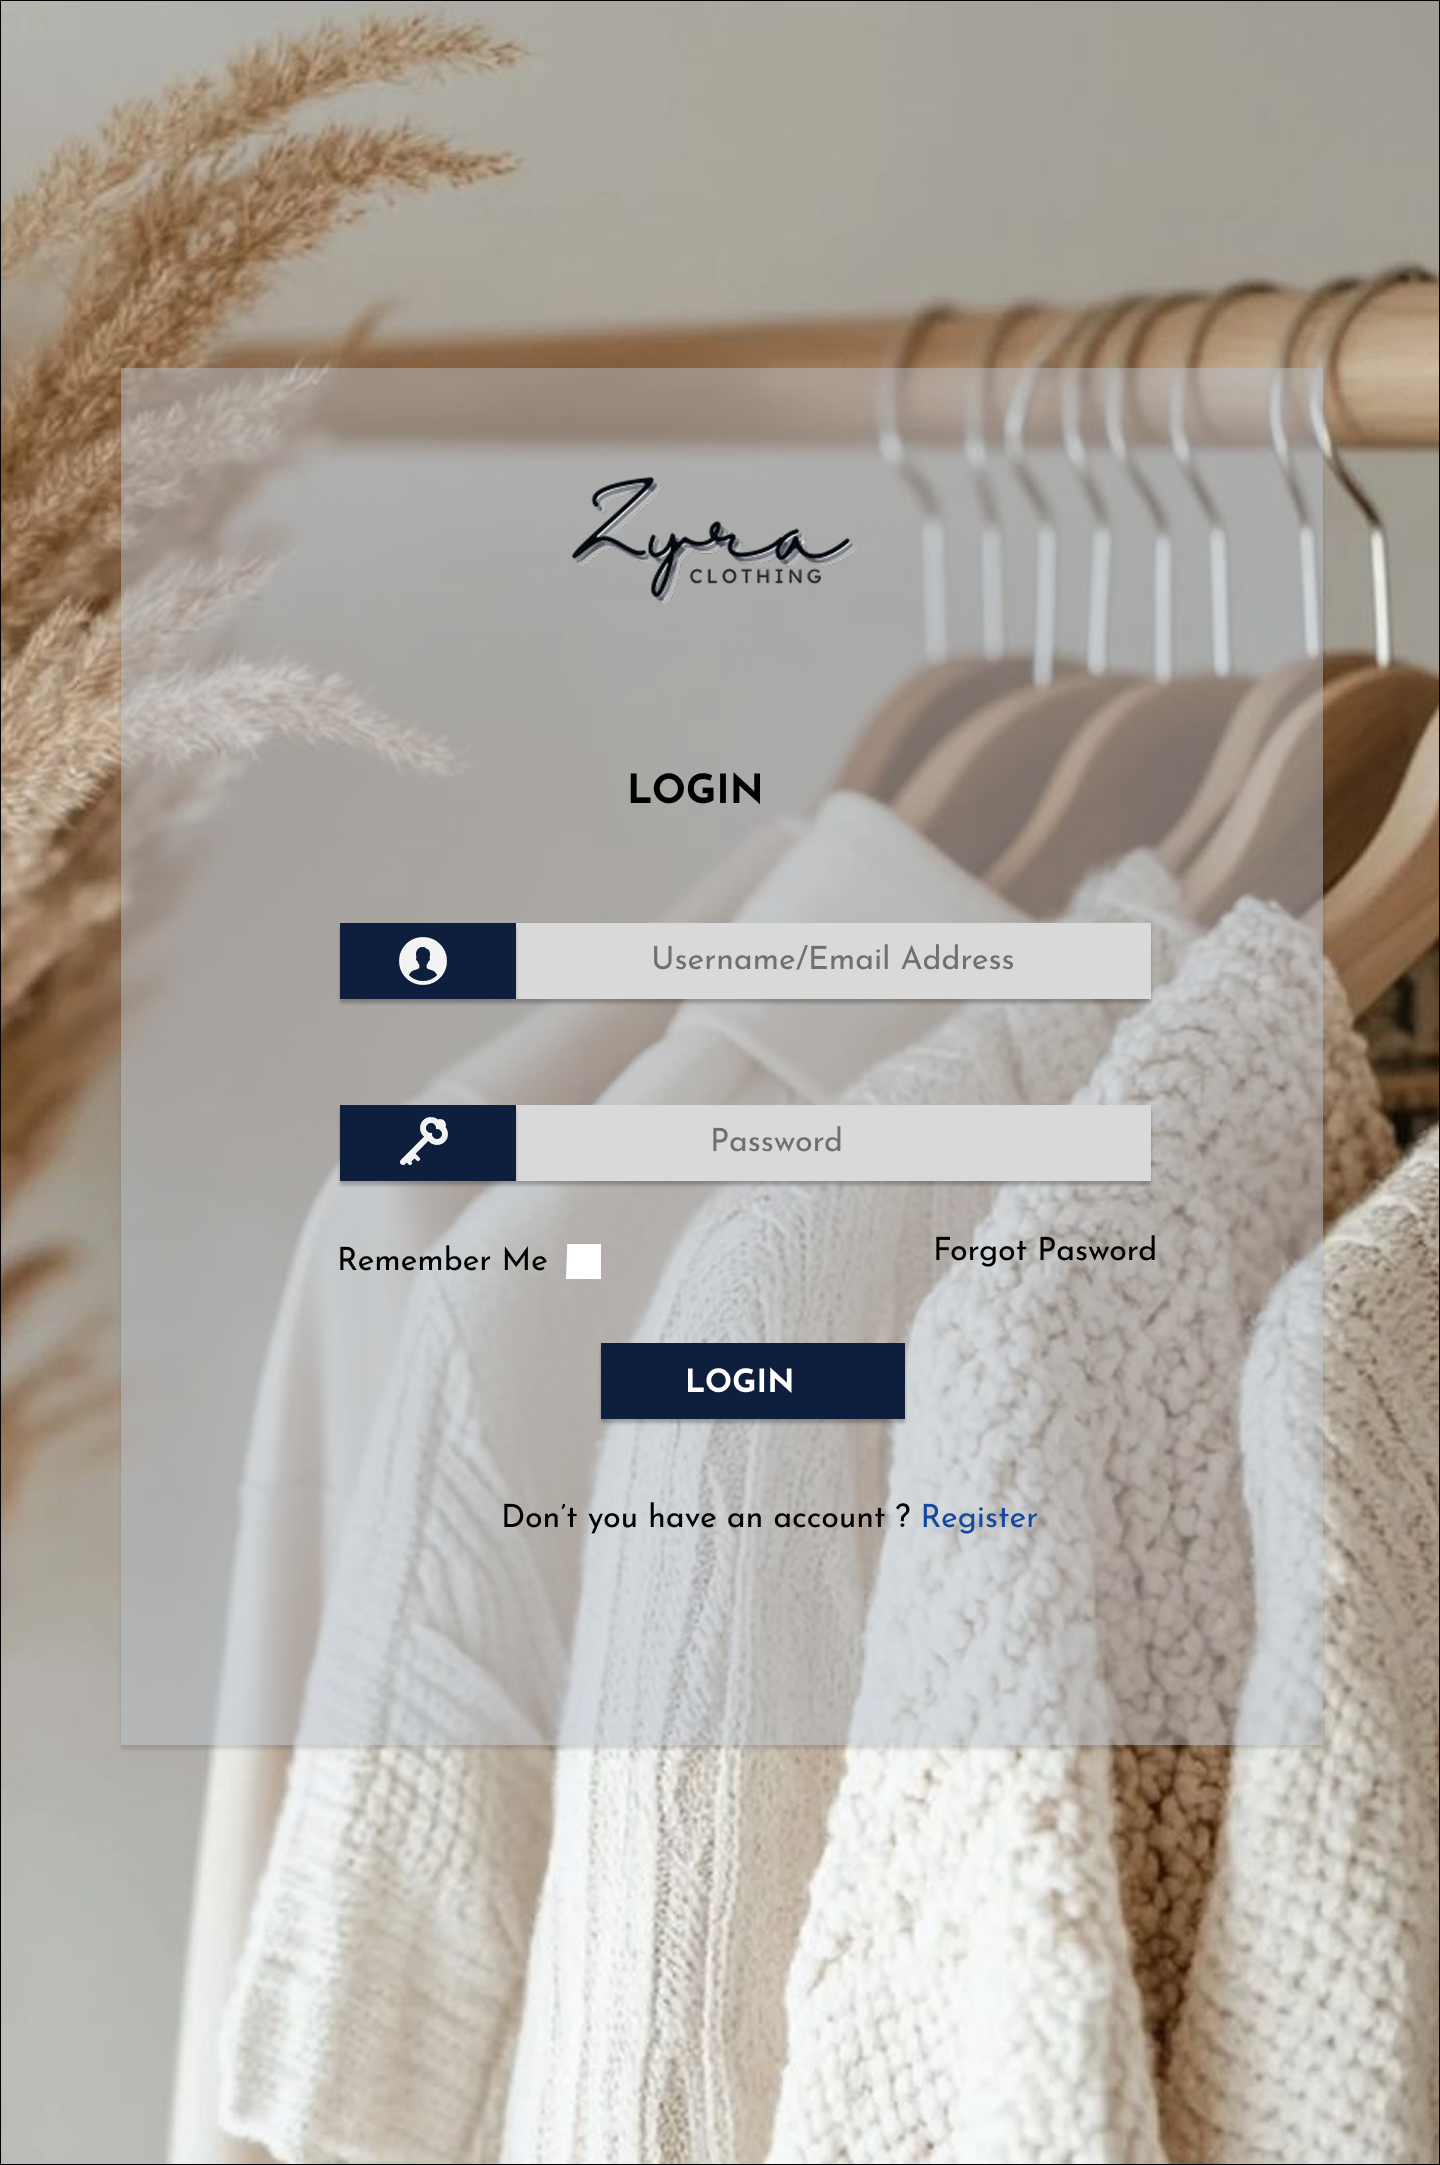 Zyra
CLOTHING
LOGIN
Username/Email Address
Password
Remember Me
Forgot Pasword
LOGIN
Don't you have an account ? Register